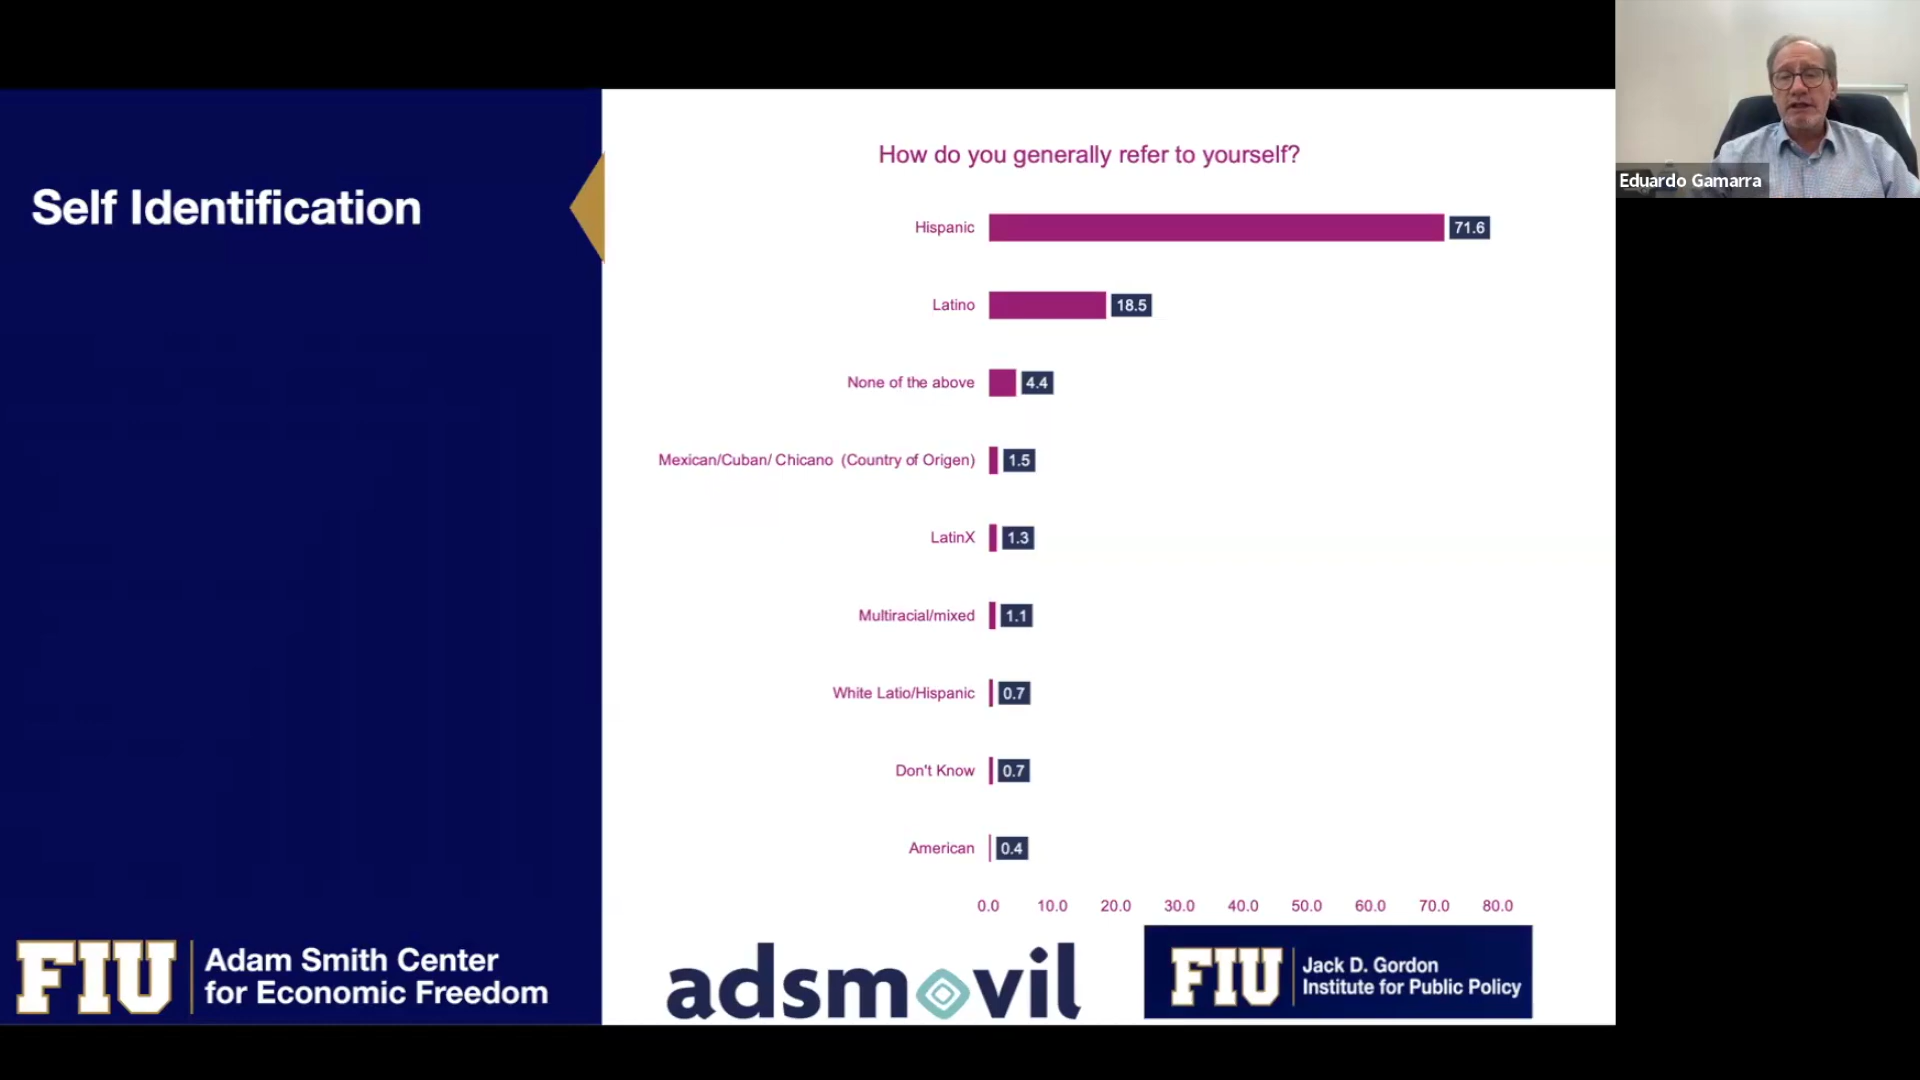 Self Identification
How do you generally refer to yourself?
Hispanic 71.6
Latino 18.5
None of the above 4.4
Mexican/Cuban/ Chicano (Country of Origen) 1.5
LatinX 1.3
Multiracial/mixed 1.1
White Latio/Hispanic 0.7
Don't Know 0.7
American 0.4
0.0 10.0 20.0 30.0 40.0 50.0 60.0 70.0 80.0
FIU Adam Smith Center
for Economic Freedom
adsmovil
FIU Jack D. Gordon
Institute for Public Policy
Eduardo Gamarra